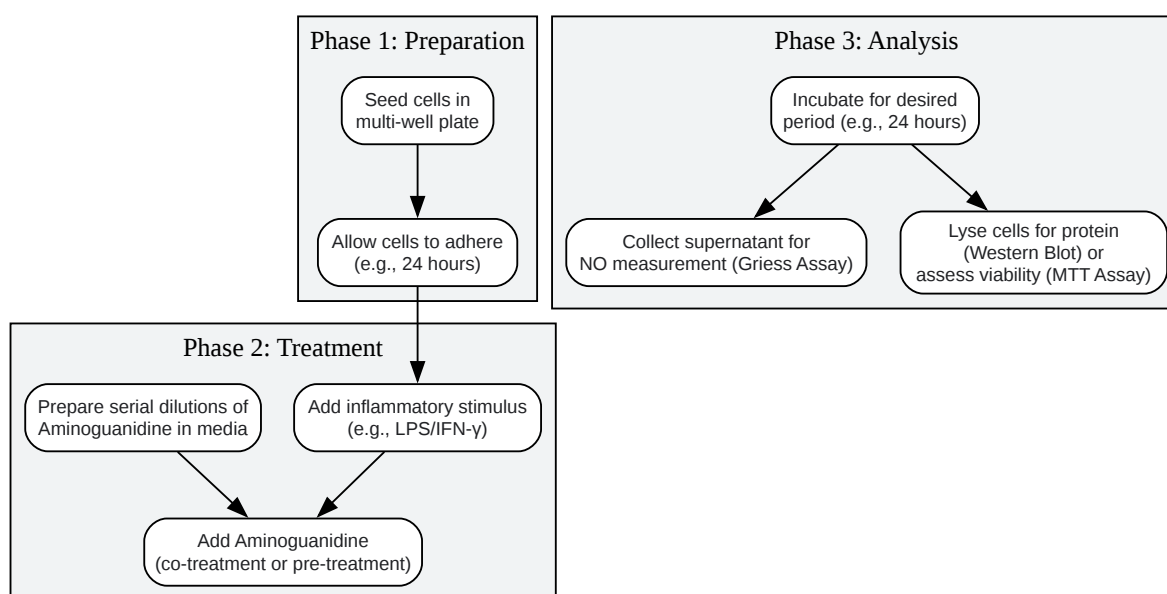 Phase 1: Preparation
Seed cells in
multi-well plate
Allow cells to adhere
(e.g., 24 hours)
Phase 2: Treatment
Prepare serial dilutions of
Aminoguanidine in media
Add inflammatory stimulus
(e.g., LPS/IFN-γ)
Add Aminoguanidine
(co-treatment or pre-treatment)
Phase 3: Analysis
Incubate for desired
period (e.g., 24 hours)
Collect supernatant for
NO measurement (Griess Assay)
Lyse cells for protein
(Western Blot) or
assess viability (MTT Assay)